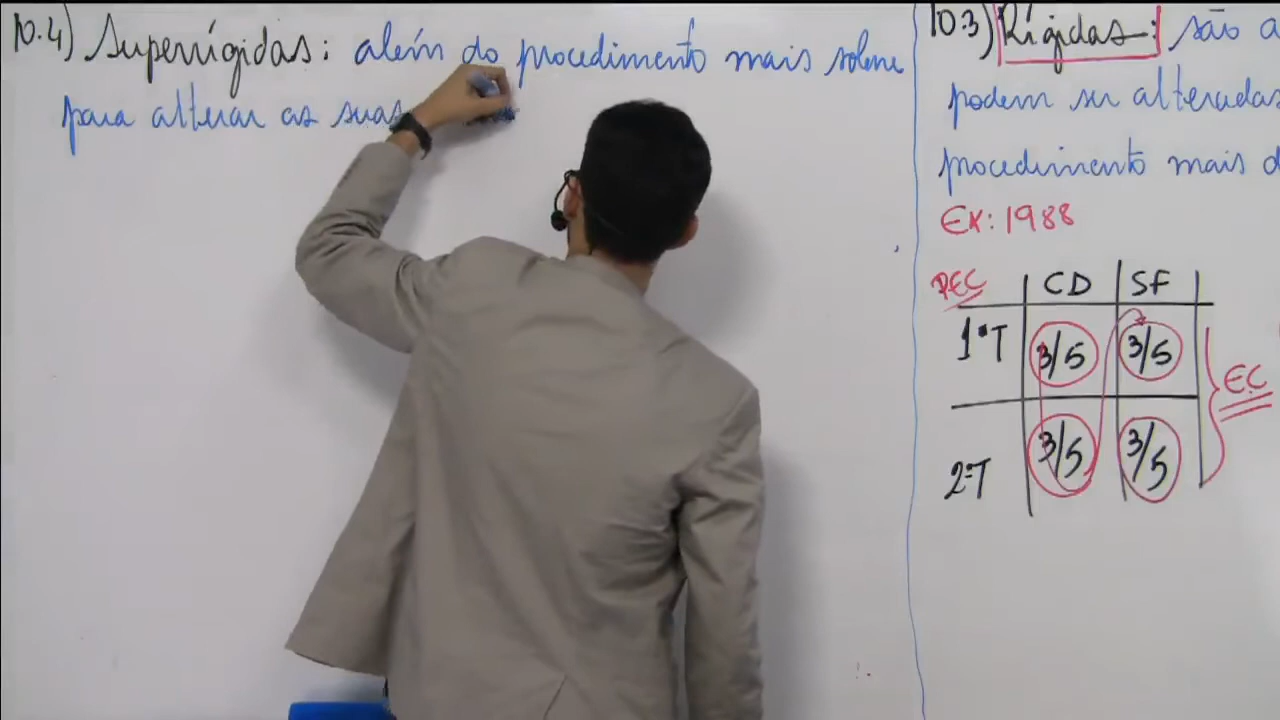 10.4) Superrígidas: além do procedimento mais solene
para alterar as suas
10.3) Rígidas: são a
podem ser alteradas
procedimento mais d
EX: 1988
PEC CD SF
1ºT 3/5 3/5
EC
2ºT 3/5 3/5